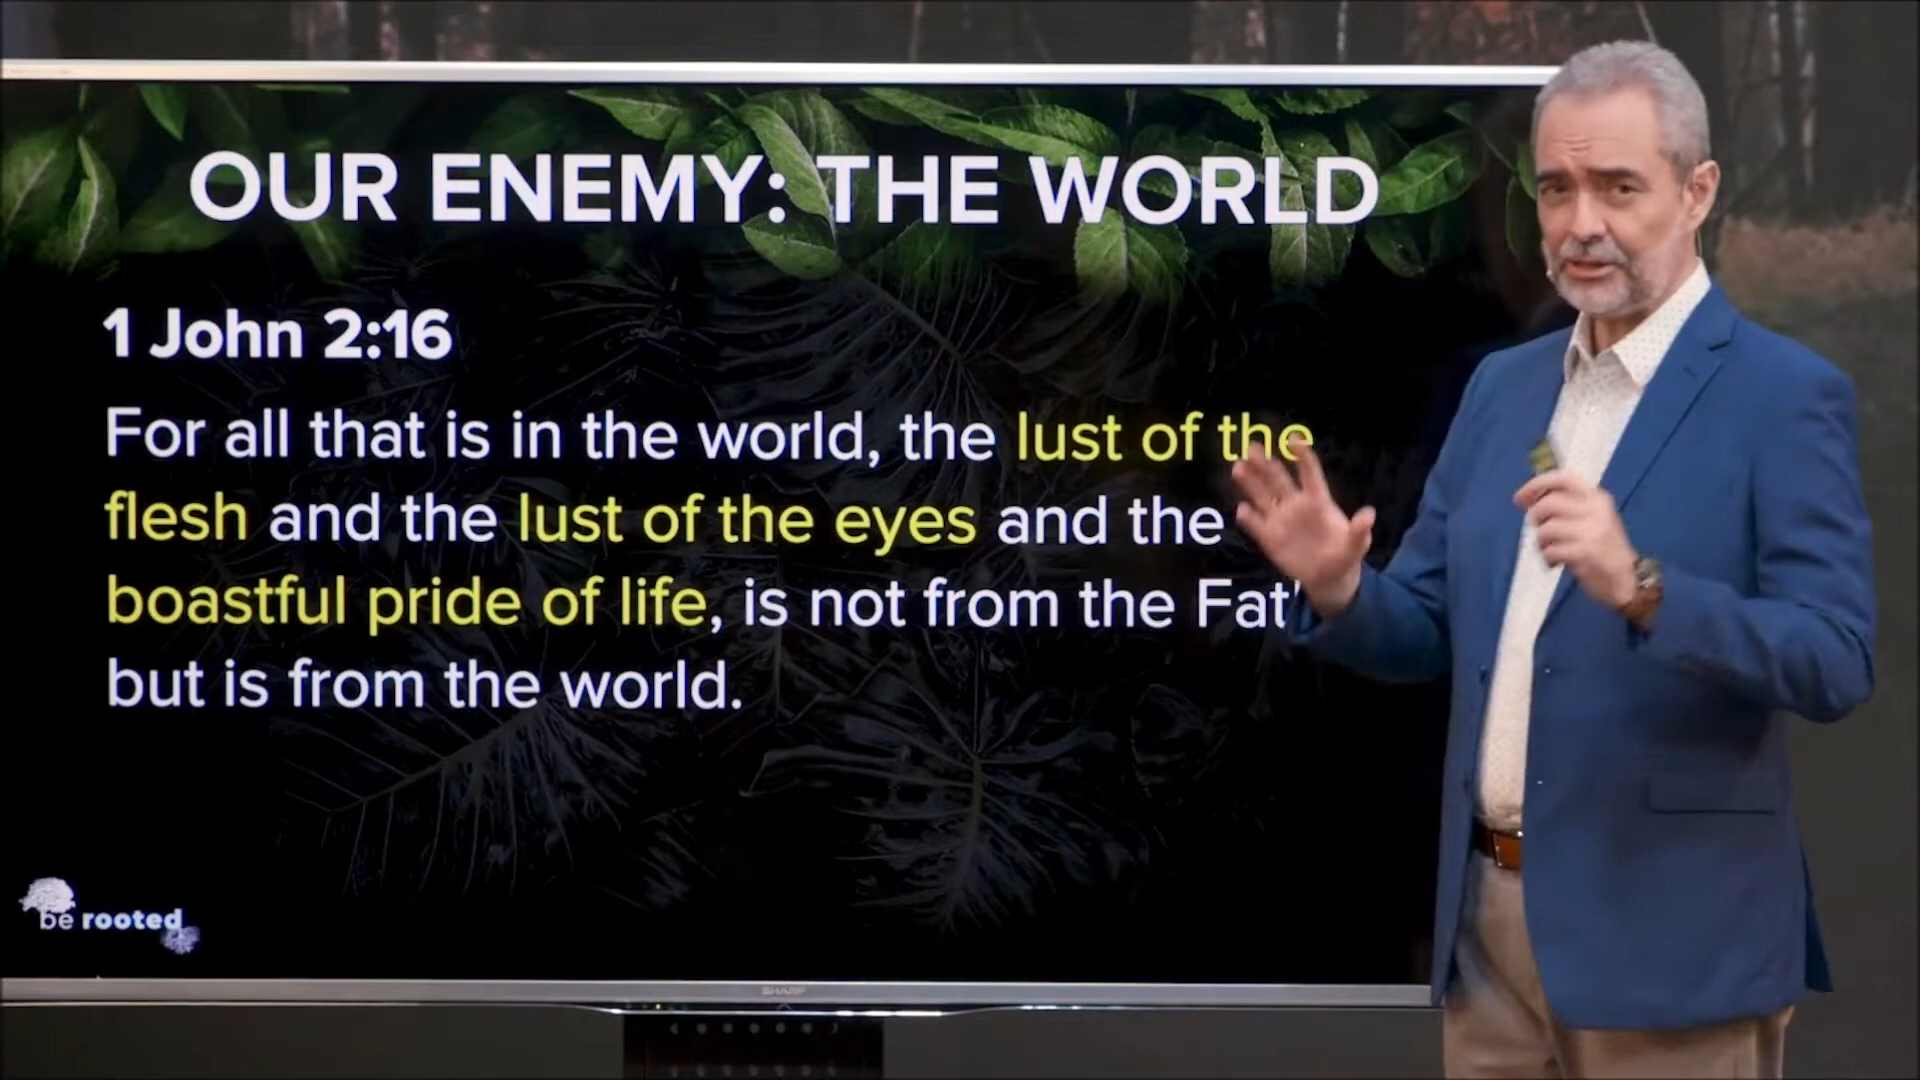 OUR ENEMY: THE WORLD
1 John 2:16
For all that is in the world, the lust of the
flesh and the lust of the eyes and the
boastful pride of life, is not from the
but is from the world.
be rooted
SHARP